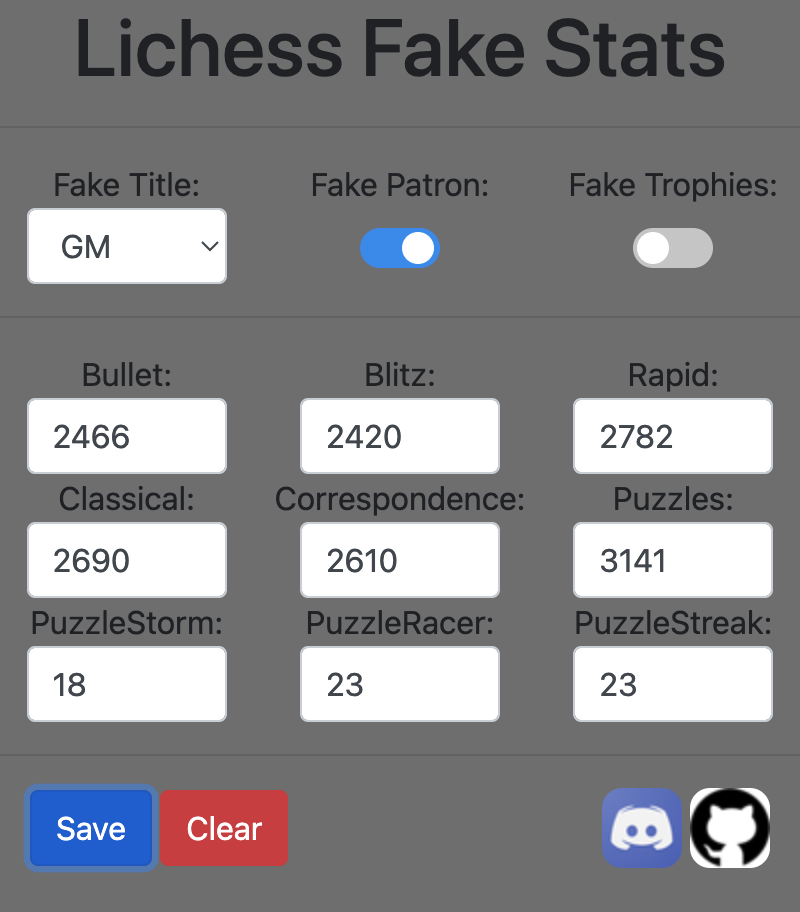 Lichess Fake Stats
Fake Title: Fake Patron: Fake Trophies:
GM
Bullet: Blitz: Rapid:
2466 2420 2782
Classical: Correspondence: Puzzles:
2690 2610 3141
PuzzleStorm: PuzzleRacer: PuzzleStreak:
18 23 23
Save Clear